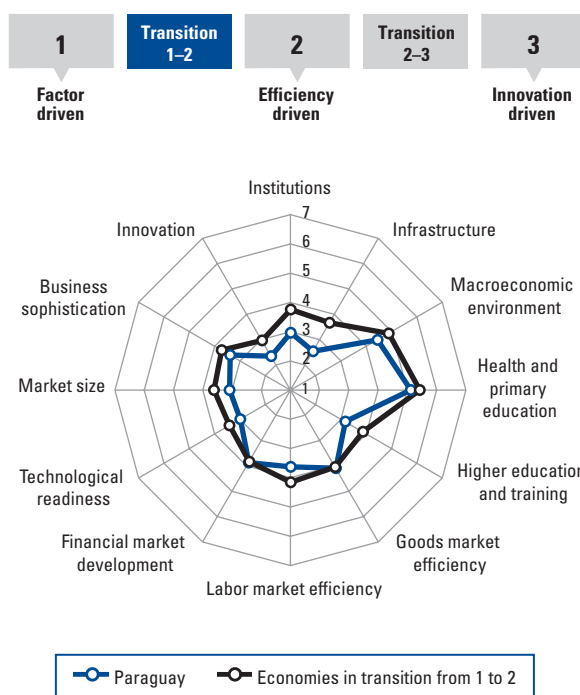 1
Transition
1–2
2
Transition
2–3
3
Factor
driven
Efficiency
driven
Innovation
driven
Institutions
Innovation
Infrastructure
Business
sophistication
Macroeconomic
environment
Market size
Health and
primary
education
Technological
readiness
Higher education
and training
Financial market
development
Goods market
efficiency
Labor market efficiency
7
6
5
4
3
2
1
Paraguay
Economies in transition from 1 to 2